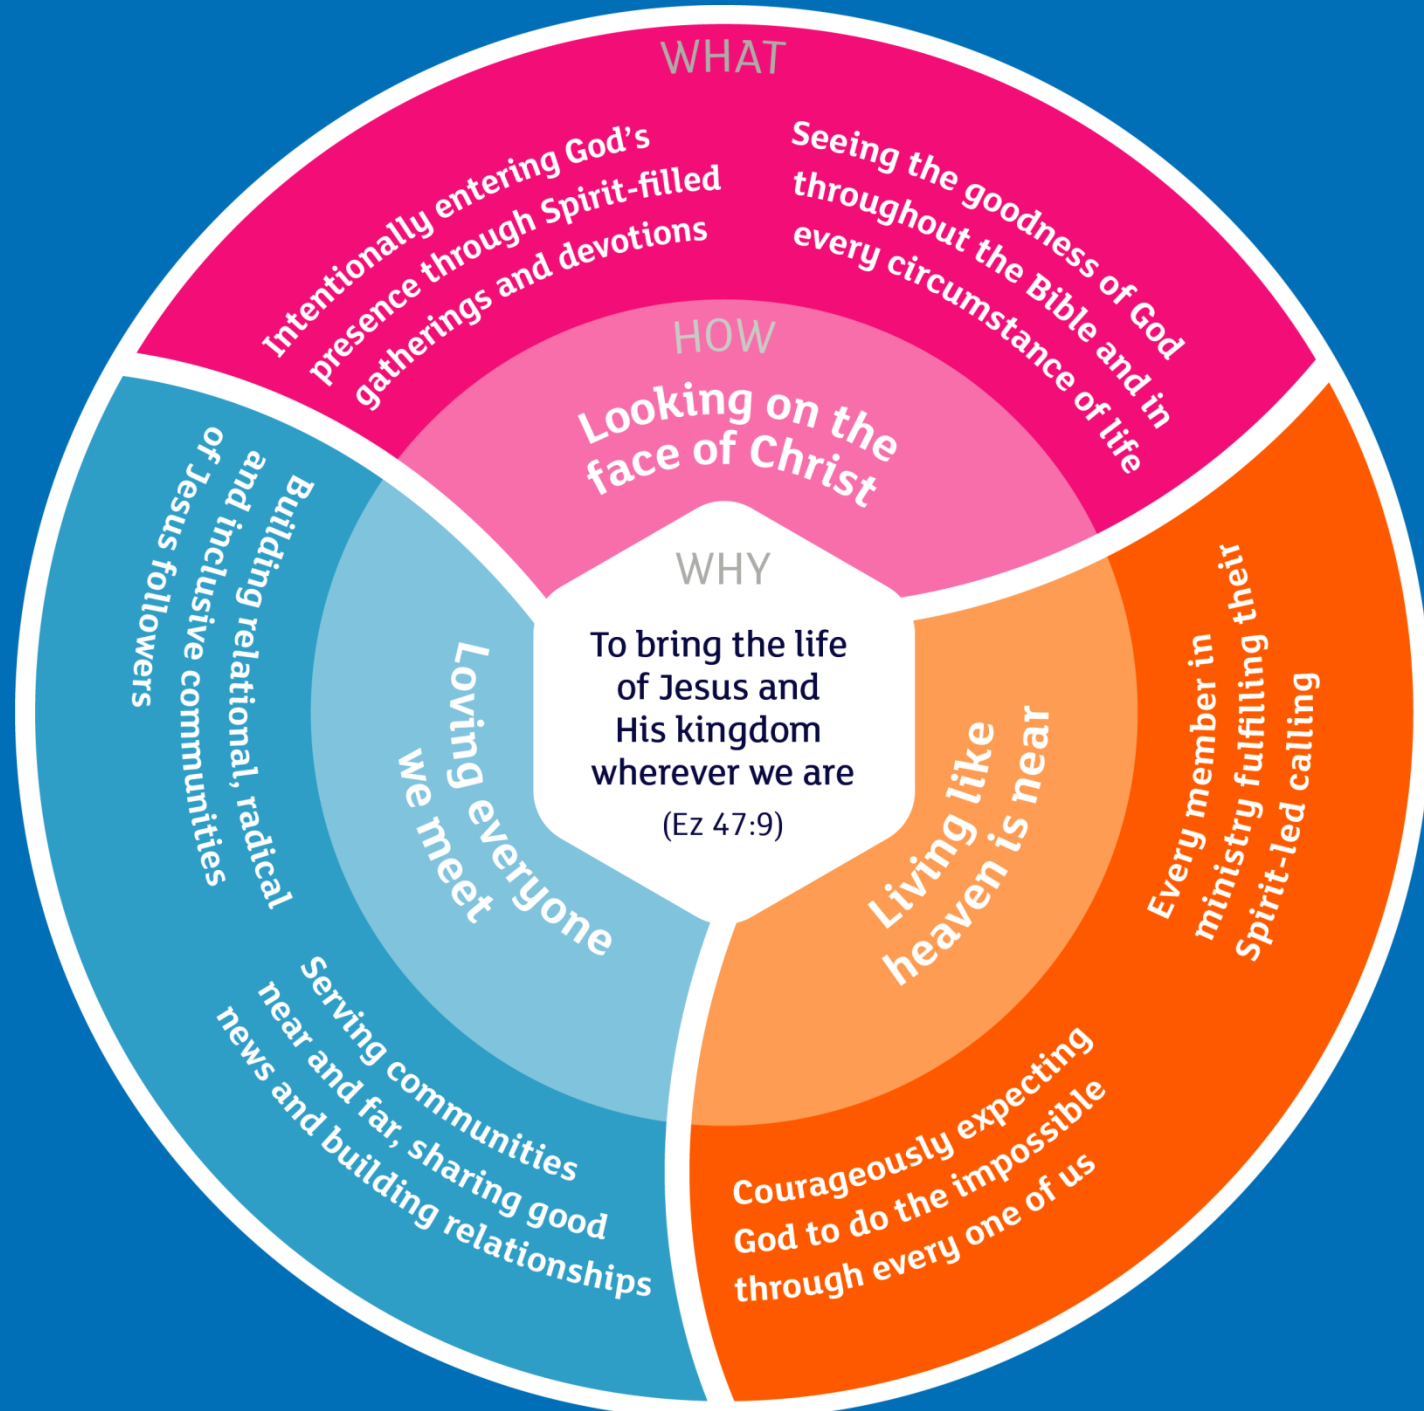 WHAT
Intentionally entering God's
presence through Spirit-filled
gatherings and devotions
Seeing the goodness of God
throughout the Bible and in
every circumstance of life
HOW
Looking on the
face of Christ
WHY
To bring the life
of Jesus and
His kingdom
wherever we are
(Ez 47:9)
Living like
heaven is near
Every member in
ministry fulfilling their
Spirit-led calling
Courageously expecting
God to do the impossible
through every one of us
Loving everyone
we meet
Building relational, radical
and inclusive communities
of Jesus followers
Serving communities
near and far, sharing good
news and building relationships